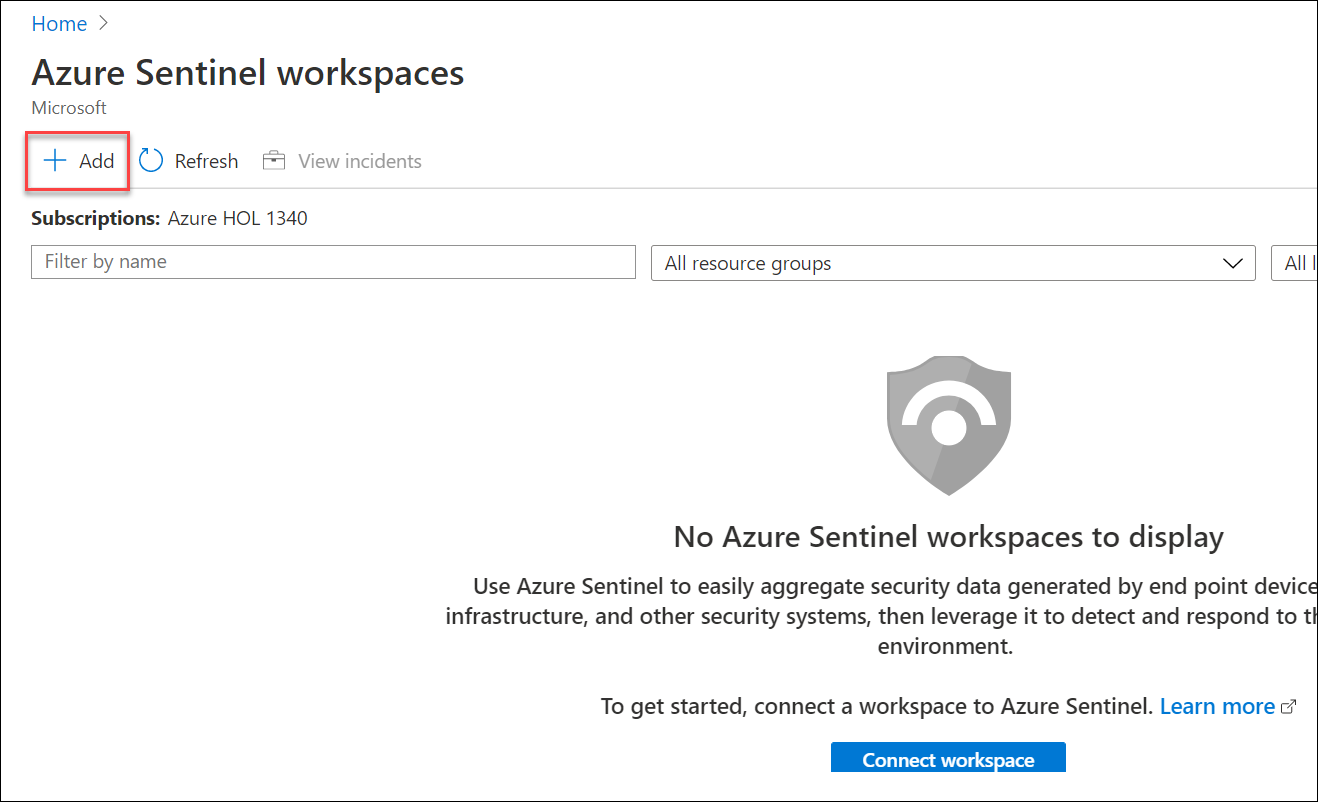 Home
Azure Sentinel workspaces
Microsoft
Add Refresh View incidents
Subscriptions: Azure HOL 1340
Filter by name All resource groups All l
No Azure Sentinel workspaces to display
Use Azure Sentinel to easily aggregate security data generated by end point device
infrastructure, and other security systems, then leverage it to detect and respond to th
environment.
To get started, connect a workspace to Azure Sentinel. Learn more
Connect workspace